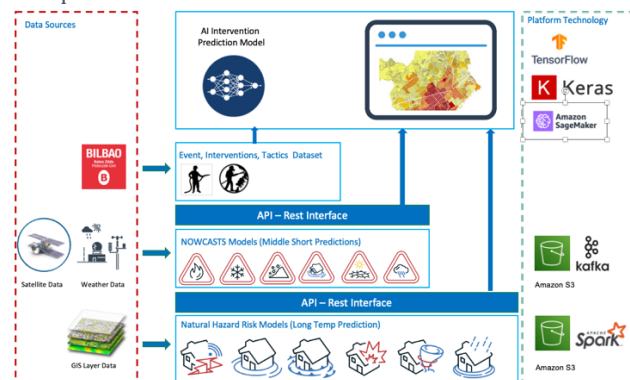 Data Sources
AI Intervention
Prediction Model
Platform Technology
TensorFlow
K Keras
Amazon
SageMaker
BILBAO
B
Event, Interventions, Tactics Dataset
API – Rest Interface
NOWCASTS Models (Middle Short Predictions)
Satellite Data
Weather Data
Amazon S3
kafka
API – Rest Interface
Natural Hazard Risk Models (Long Temp Prediction)
GIS Layer Data
APACHE
Spark
Amazon S3